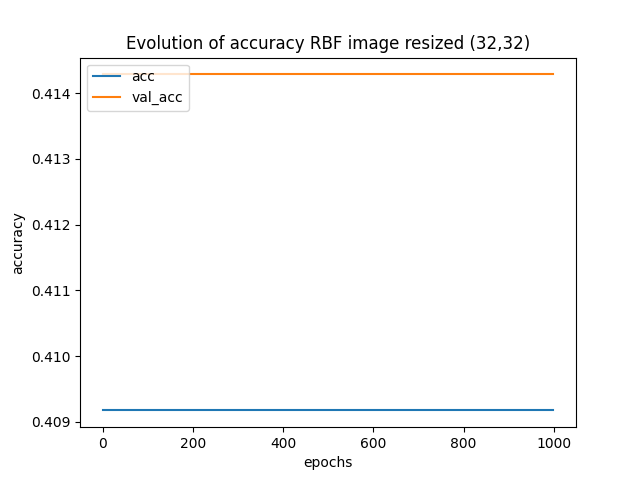 Evolution of accuracy RBF image resized (32,32)
acc
val_acc
0.414
0.413
0.412
0.411
0.410
0.409
accuracy
0 200 400 600 800 1000
epochs